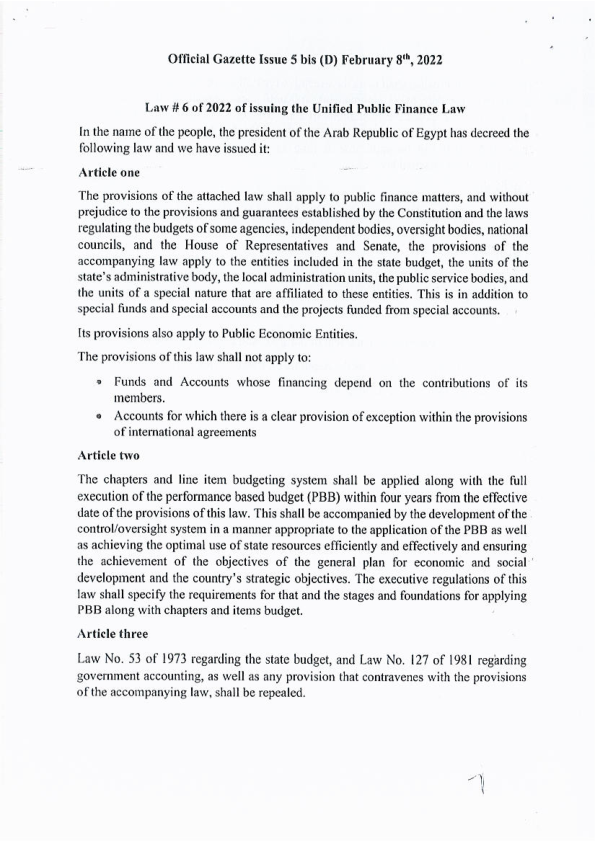 Official Gazette Issue 5 bis (D) February 8th, 2022
Law # 6 of 2022 of issuing the Unified Public Finance Law
In the name of the people, the president of the Arab Republic of Egypt has decreed the
following law and we have issued it:
Article one
The provisions of the attached law shall apply to public finance matters, and without
prejudice to the provisions and guarantees established by the Constitution and the laws
regulating the budgets of some agencies, independent bodies, oversight bodies, national
councils, and the House of Representatives and Senate, the provisions of the
accompanying law apply to the entities included in the state budget, the units of the
state's administrative body, the local administration units, the public service bodies, and
the units of a special nature that are affiliated to these entities. This is in addition to
special funds and special accounts and the projects funded from special accounts.
Its provisions also apply to Public Economic Entities.
The provisions of this law shall not apply to:
• Funds and Accounts whose financing depend on the contributions of its
members.
• Accounts for which there is a clear provision of exception within the provisions
of international agreements
Article two
The chapters and line item budgeting system shall be applied along with the full
execution of the performance based budget (PBB) within four years from the effective
date of the provisions of this law. This shall be accompanied by the development of the
control/oversight system in a manner appropriate to the application of the PBB as well
as achieving the optimal use of state resources efficiently and effectively and ensuring
the achievement of the objectives of the general plan for economic and social
development and the country's strategic objectives. The executive regulations of this
law shall specify the requirements for that and the stages and foundations for applying
PBB along with chapters and items budget.
Article three
Law No. 53 of 1973 regarding the state budget, and Law No. 127 of 1981 regarding
government accounting, as well as any provision that contravenes with the provisions
of the accompanying law, shall be repealed.